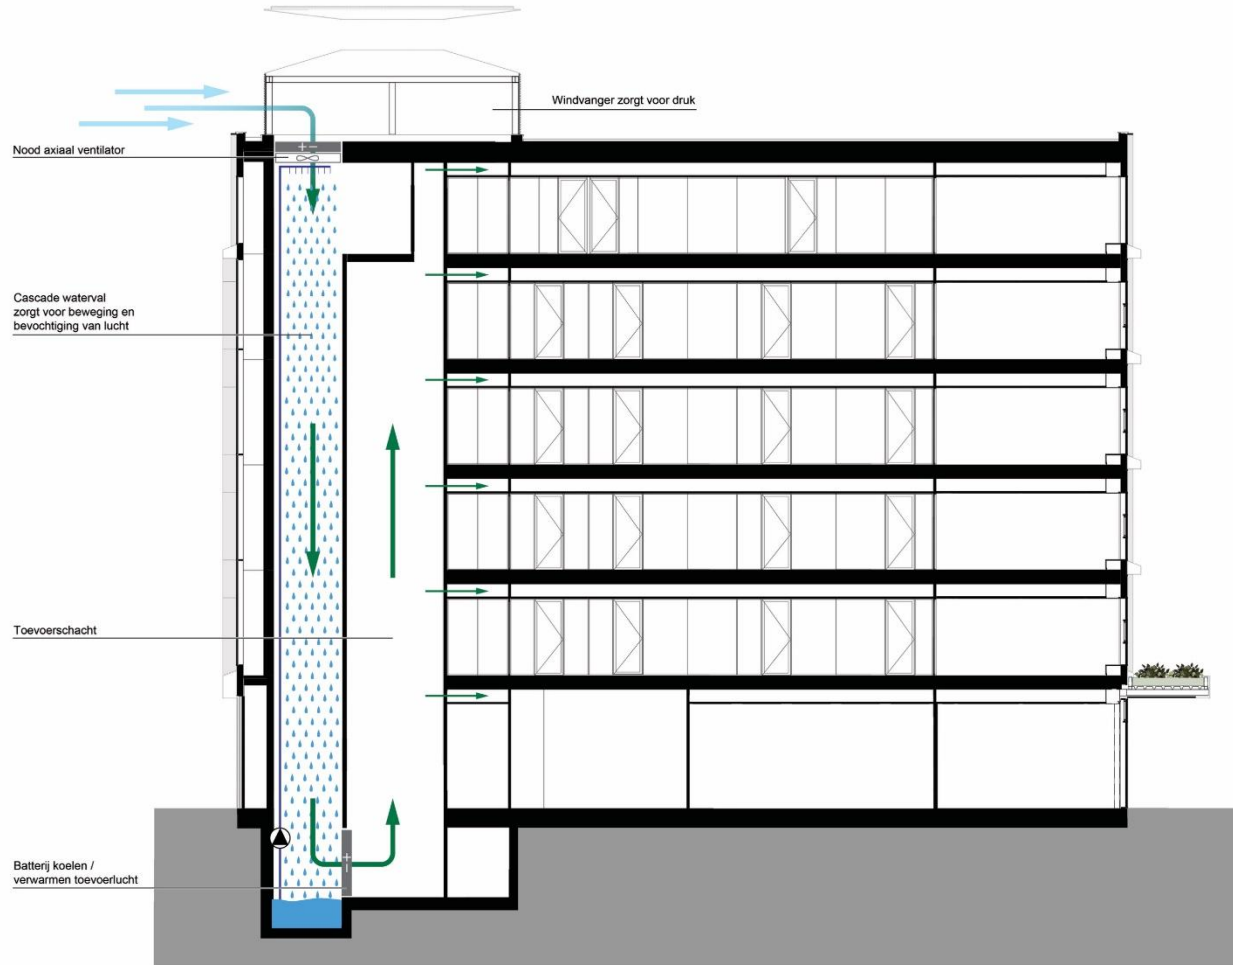 Windvanger zorgt voor druk
Nood axiaal ventilator
Cascade waterval
zorgt voor beweging en
bevochtiging van lucht
Toevoerschacht
Batterij koelen /
verwarmen toevoerlucht